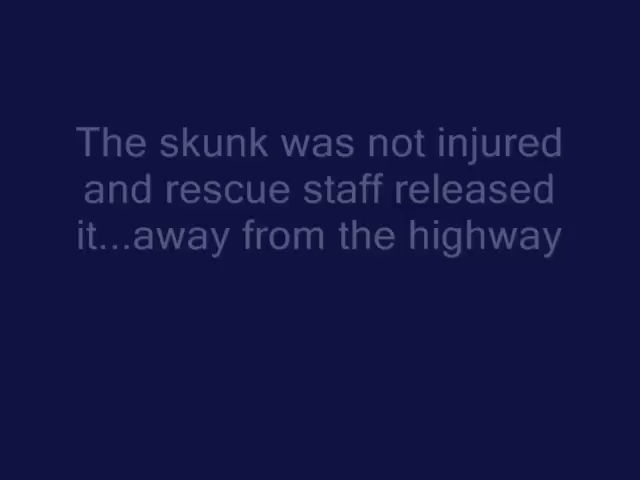 The skunk was not injured
and rescue staff released
it...away from the highway